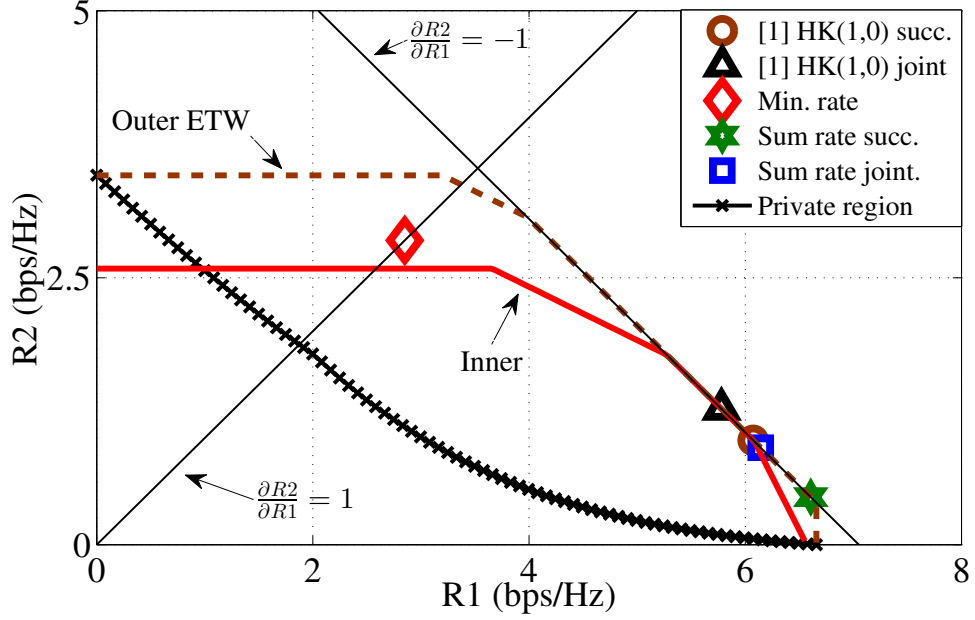 5
2.5
0
0
2
4
6
8
R2 (bps/Hz)
R1 (bps/Hz)
∂R2/∂R1 = −1
Outer ETW
Inner
∂R2/∂R1 = 1
[1] HK(1,0) succ.
[1] HK(1,0) joint
Min. rate
Sum rate succ.
Sum rate joint.
Private region